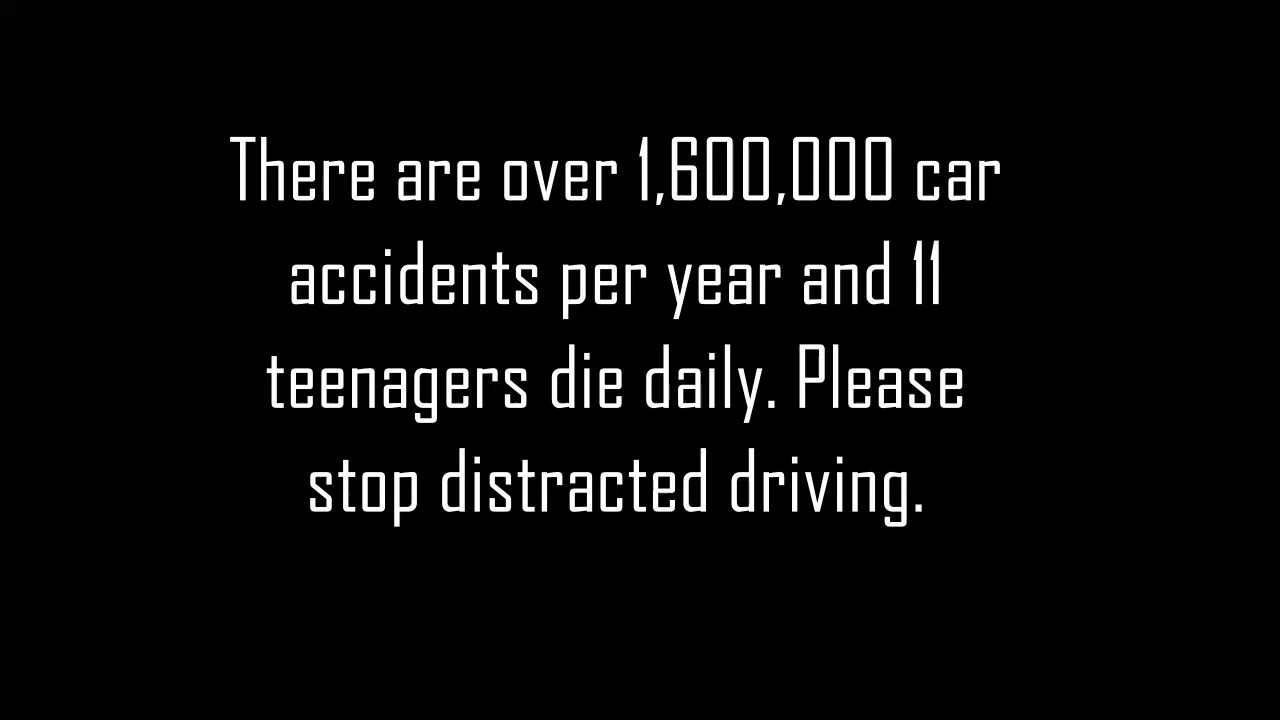 There are over 1,600,000 car
accidents per year and 11
teenagers die daily. Please
stop distracted driving.